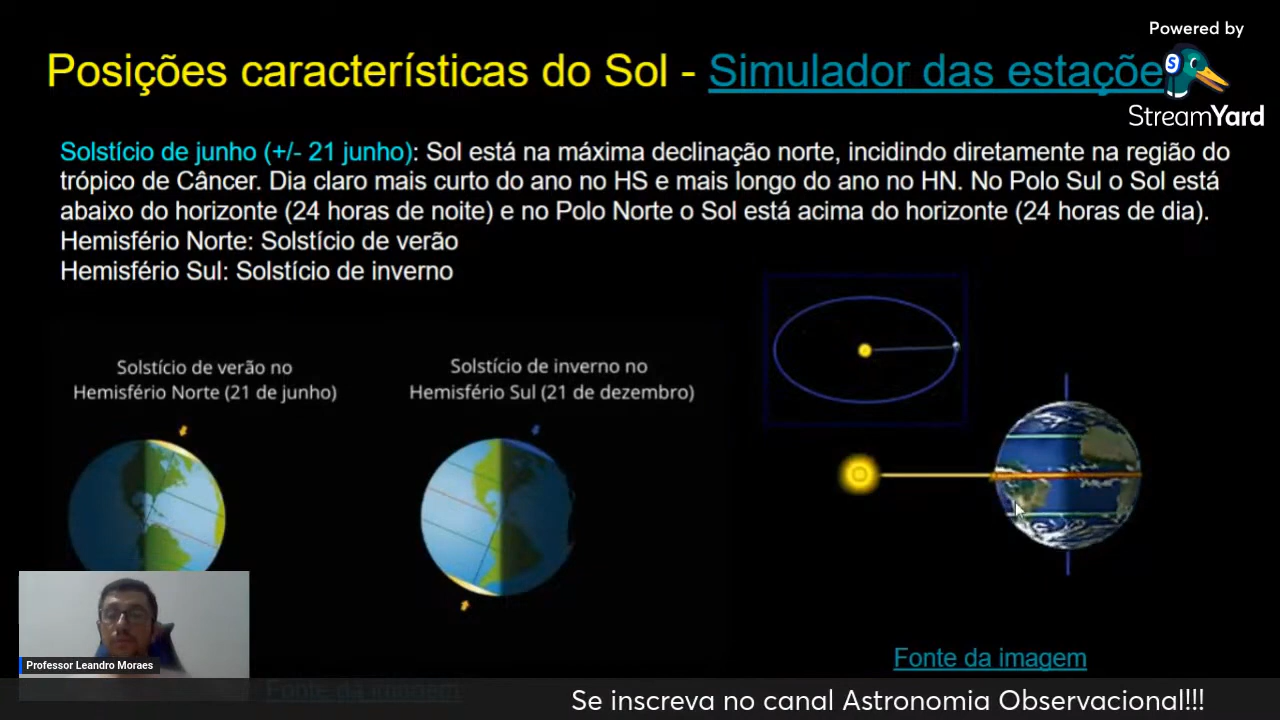 Powered by
StreamYard
Posições características do Sol - Simulador das estaçõe
Solstício de junho (+/- 21 junho): Sol está na máxima declinação norte, incidindo diretamente na região do
trópico de Câncer. Dia claro mais curto do ano no HS e mais longo do ano no HN. No Polo Sul o Sol está
abaixo do horizonte (24 horas de noite) e no Polo Norte o Sol está acima do horizonte (24 horas de dia).
Hemisfério Norte: Solstício de verão
Hemisfério Sul: Solstício de inverno
Solstício de verão no
Hemisfério Norte (21 de junho)
Solstício de inverno no
Hemisfério Sul (21 de dezembro)
Professor Leandro Moraes
Fonte da imagem
Fonte da imagem
Se inscreva no canal Astronomia Observacional!!!